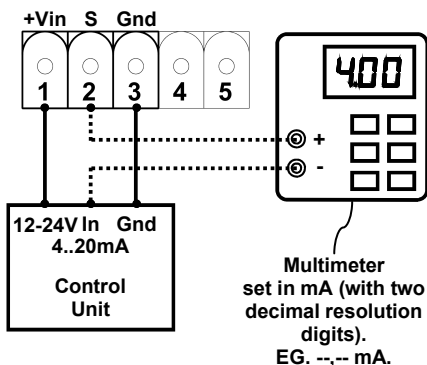 +Vin S Gnd
1 2 3 4 5
4.00
+
-
12-24V In Gnd
4..20mA
Control
Unit
Multimeter
set in mA (with two
decimal resolution
digits).
EG. --,-- mA.